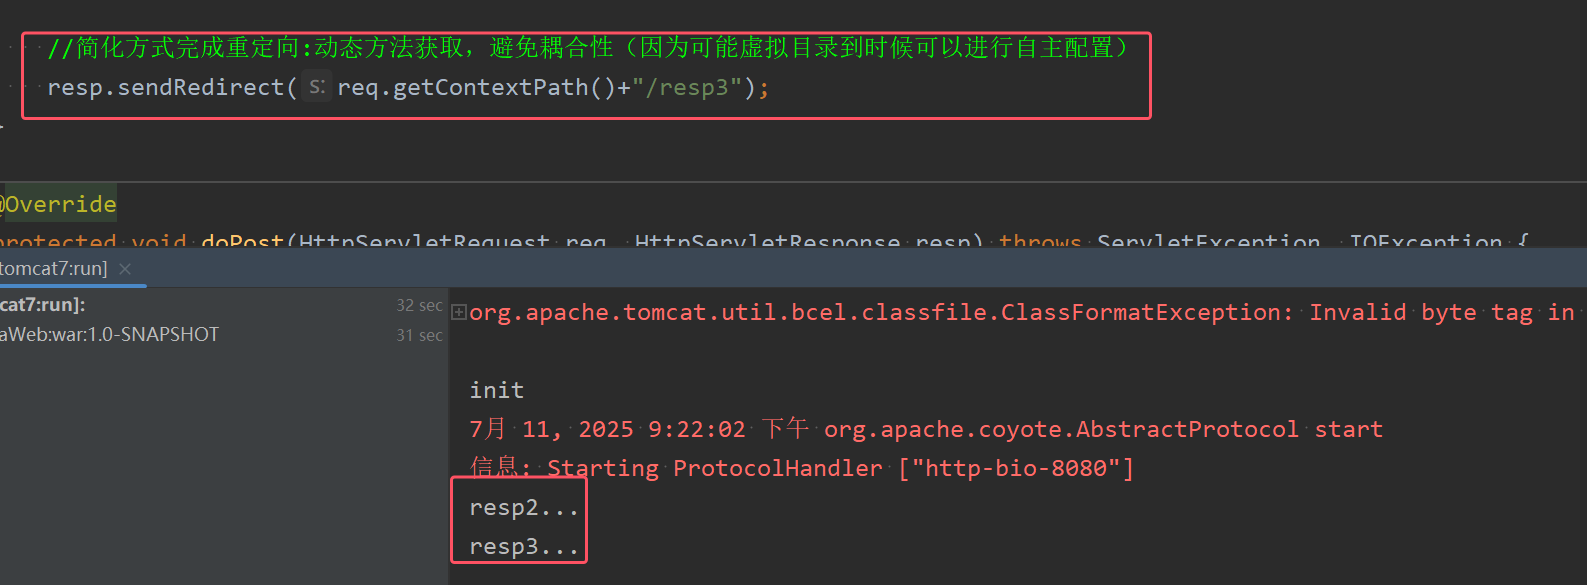 //简化方式完成重定向:动态方法获取，避免耦合性（因为可能虚拟目录到时候可以进行自主配置）
resp.sendRedirect( s: req.getContextPath()+"/resp3");
@Override
protected void doPost(HttpServletRequest req, HttpServletResponse resp) throws ServletException, IOException {
tomcat7:run] ×
cat7:run]: 32 sec
aWeb:war:1.0-SNAPSHOT 31 sec
org.apache.tomcat.util.bcel.classfile.ClassFormatException: Invalid byte tag in
init
7月 11, 2025 9:22:02 下午 org.apache.coyote.AbstractProtocol start
信息: Starting ProtocolHandler ["http-bio-8080"]
resp2...
resp3...